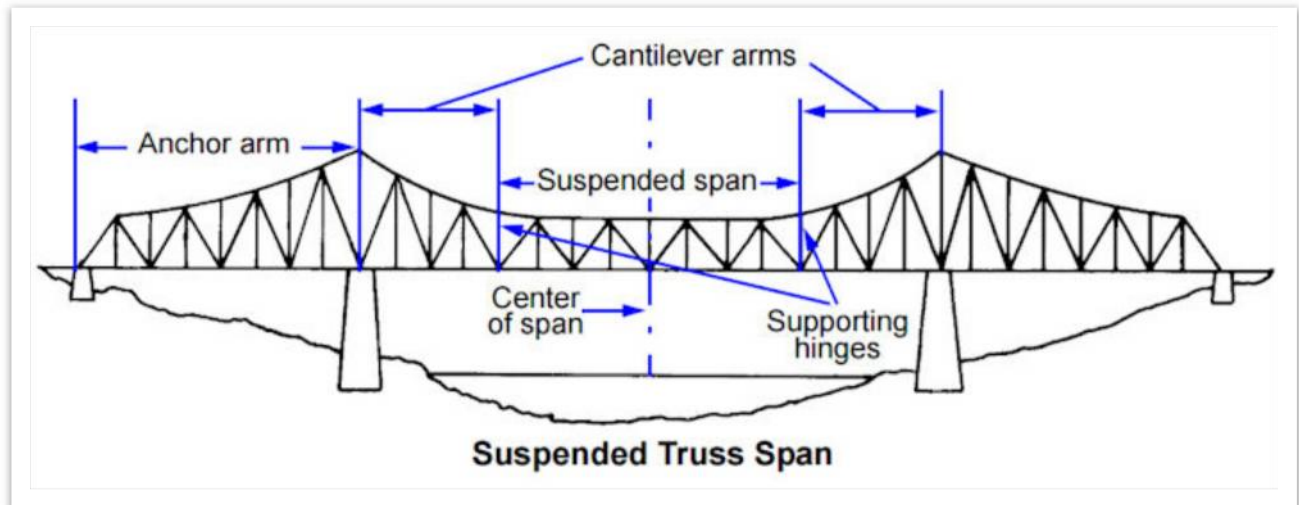 Cantilever arms
Anchor arm
Suspended span
Center
of span
Supporting
hinges
Suspended Truss Span